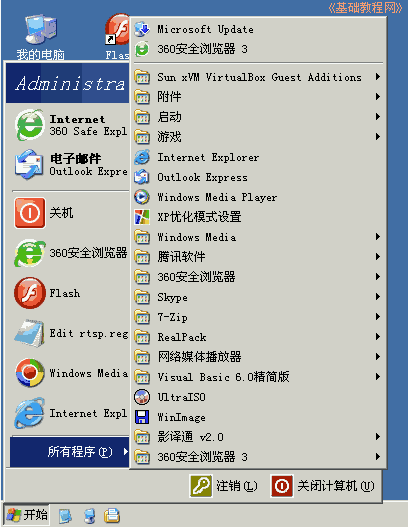 《基础教程网》
我的电脑
Flas
Administra
Internet
360 Safe Expl
电子邮件
Outlook Expre
关机
360安全浏览器
Flash
Edit rtsp.reg
Windows Media
Internet Expl
所有程序(P)
Microsoft Update
360安全浏览器 3
Sun xVM VirtualBox Guest Additions
附件
启动
游戏
Internet Explorer
Outlook Express
Windows Media Player
XP优化模式设置
Windows Media
腾讯软件
360安全浏览器
Skype
7-Zip
RealPack
网络媒体播放器
Visual Basic 6.0精简版
UltraISO
WinImage
影译通 v2.0
360安全浏览器 3
注销(L)
关闭计算机(U)
开始